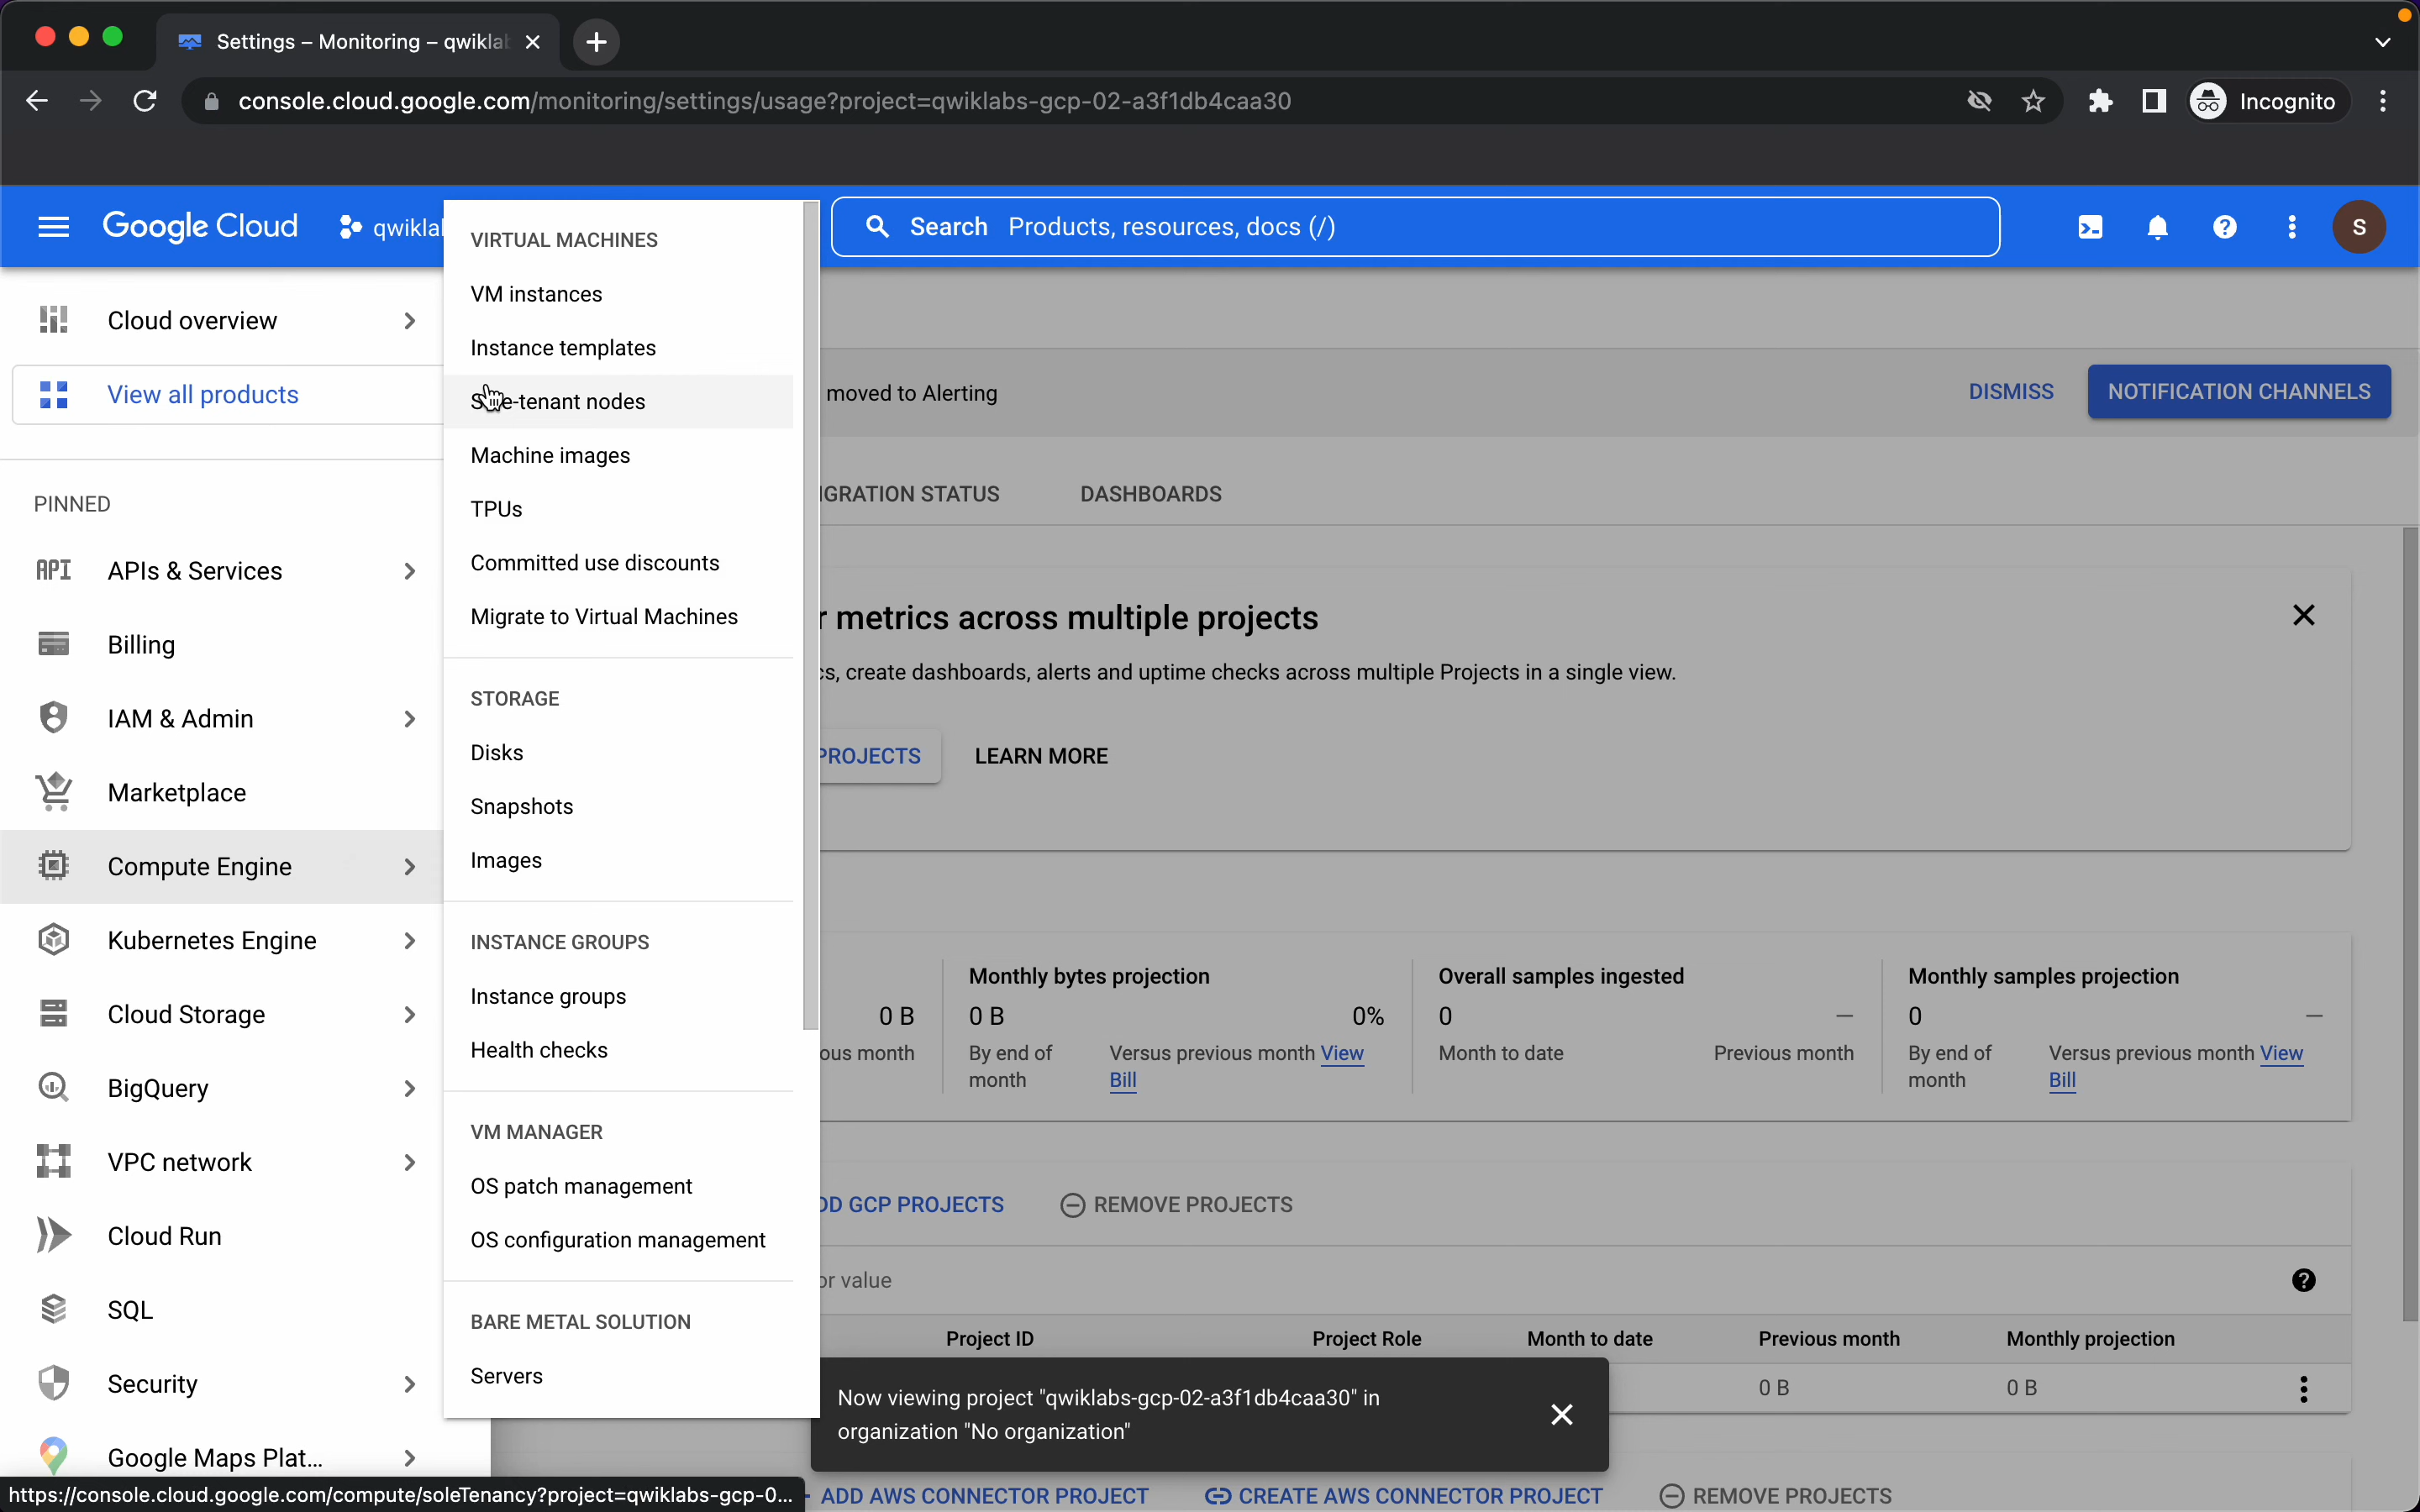 Settings – Monitoring – qwikla
console.cloud.google.com/monitoring/settings/usage?project=qwiklabs-gcp-02-a3f1db4caa30
Incognito
Google Cloud
qwiklal
Search Products, resources, docs (/)
S
Cloud overview
View all products
PINNED
API
APIs & Services
Billing
IAM & Admin
Marketplace
Compute Engine
Kubernetes Engine
Cloud Storage
BigQuery
VPC network
Cloud Run
SQL
Security
Google Maps Plat...
https://console.cloud.google.com/compute/soleTenancy?project=qwiklabs-gcp-0...
VIRTUAL MACHINES
VM instances
Instance templates
-tenant nodes
Machine images
TPUs
Committed use discounts
Migrate to Virtual Machines
STORAGE
Disks
Snapshots
Images
INSTANCE GROUPS
Instance groups
Health checks
VM MANAGER
OS patch management
OS configuration management
BARE METAL SOLUTION
Servers
moved to Alerting
DISMISS
NOTIFICATION CHANNELS
IGRATION STATUS
DASHBOARDS
r metrics across multiple projects
cs, create dashboards, alerts and uptime checks across multiple Projects in a single view.
PROJECTS
LEARN MORE
0 B
ous month
Monthly bytes projection
0 B
0%
By end of month
Versus previous month View Bill
Overall samples ingested
0
–
Month to date
Previous month
Monthly samples projection
0
–
By end of month
Versus previous month View Bill
DD GCP PROJECTS
REMOVE PROJECTS
or value
Project ID
Project Role
Month to date
Previous month
Monthly projection
0 B
0 B
Now viewing project "qwiklabs-gcp-02-a3f1db4caa30" in
organization "No organization"
ADD AWS CONNECTOR PROJECT
CREATE AWS CONNECTOR PROJECT
REMOVE PROJECTS